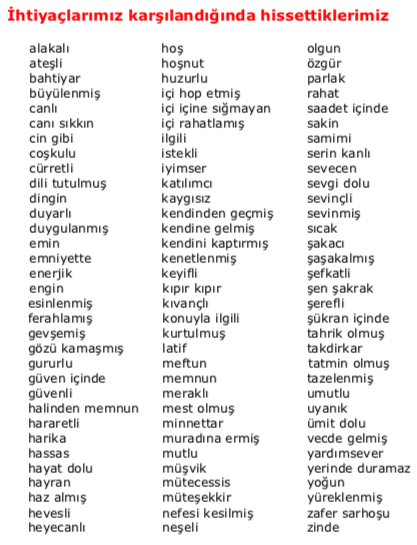 İhtiyaçlarımız karşılandığında hissettiklerimiz
alakalı
ateşli
bahtiyar
büyülenmiş
canlı
canı sıkkın
cin gibi
coşkulu
cürretli
dili tutulmuş
dingin
duyarlı
duygulanmış
emin
emniyette
enerjik
engin
esinlenmiş
ferahlamış
gevşemiş
gözü kamaşmış
gururlu
güven içinde
güvenli
halinden memnun
hararetli
harika
hassas
hayat dolu
hayran
haz almış
hevesli
heyecanlı
hoş
hoşnut
huzurlu
içi hop etmiş
içi içine sığmayan
içi rahatlamış
ilgili
istekli
iyimser
katılımcı
kaygısız
kendinden geçmiş
kendine gelmiş
kendini kaptırmış
kenetlenmiş
keyifli
kıpır kıpır
kıvançlı
konuyla ilgili
kurtulmuş
latif
meftun
memnun
meraklı
mest olmuş
minnettar
muradına ermiş
mutlu
müşvik
mütecessis
müteşekkir
nefesi kesilmiş
neşeli
olgun
özgür
parlak
rahat
saadet içinde
sakin
samimi
serin kanlı
sevecen
sevgi dolu
sevinçli
sevinmiş
sıcak
şakacı
şaşakalmış
şefkatli
şen şakrak
şerefli
şükran içinde
tahrik olmuş
takdirkar
tatmin olmuş
tazelenmiş
umutlu
uyanık
ümit dolu
vecde gelmiş
yardımsever
yerinde duramaz
yoğun
yüreklenmiş
zafer sarhoşu
zinde